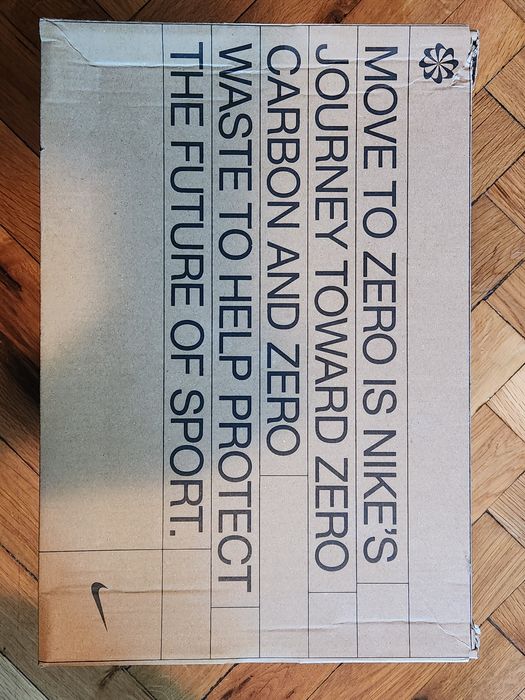 MOVE TO ZERO IS NIKE'S
JOURNEY TOWARD ZERO
CARBON AND ZERO
WASTE TO HELP PROTECT
THE FUTURE OF SPORT.